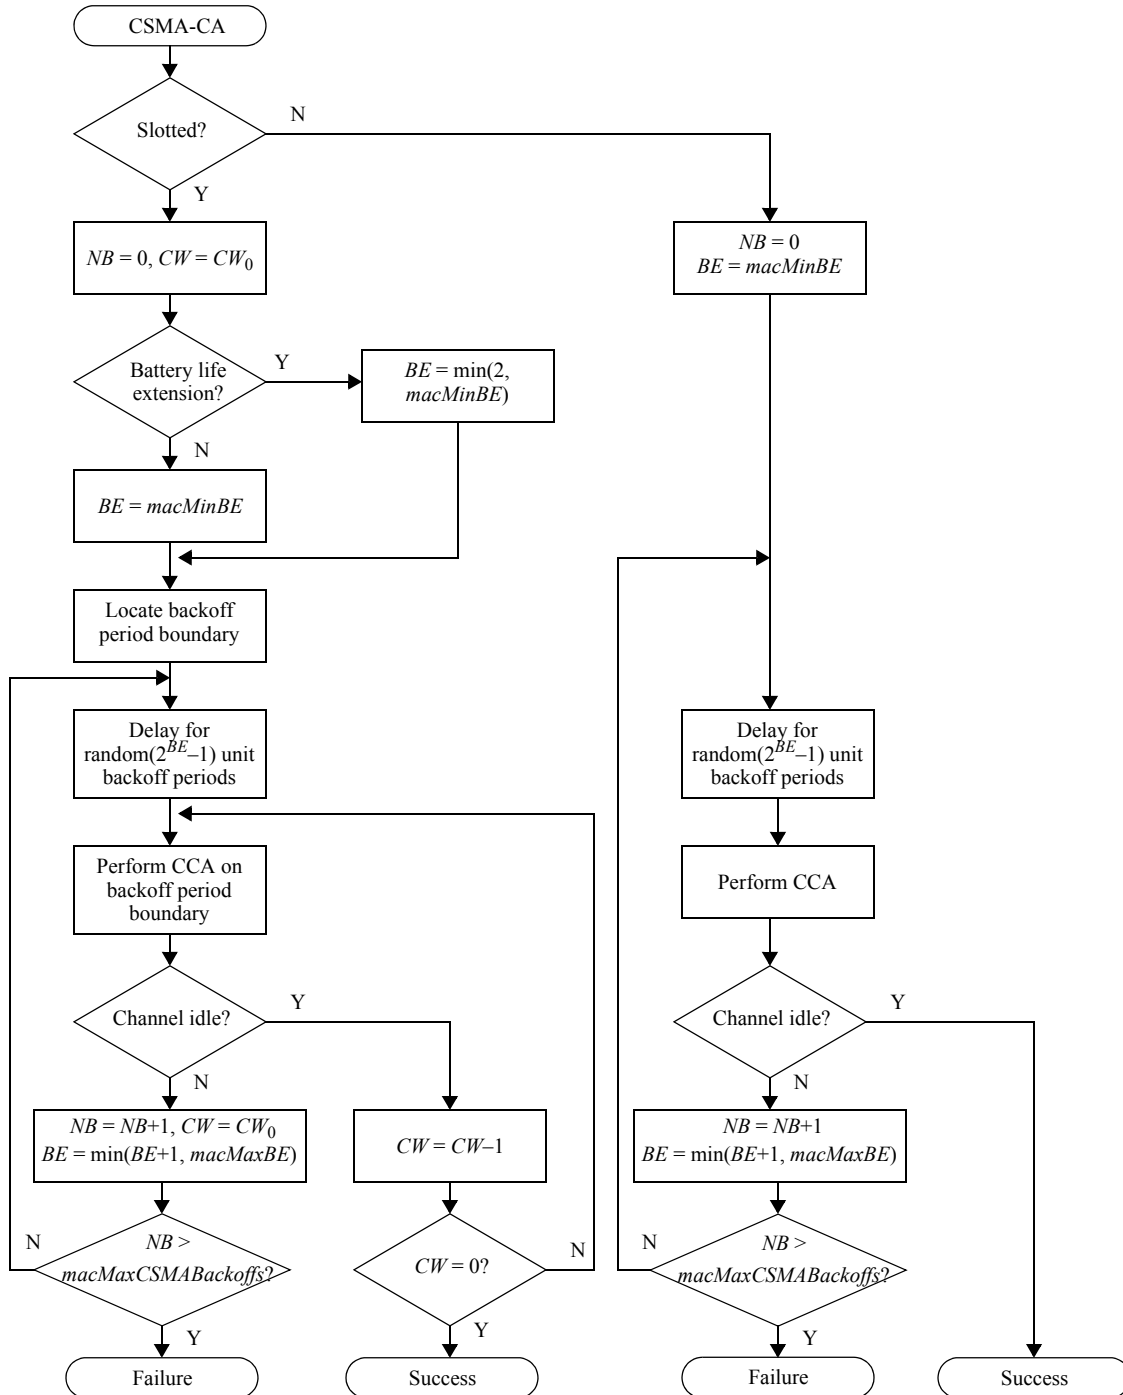 CSMA-CA
Slotted?
N
Y
NB = 0, CW = CW₀
NB = 0
BE = macMinBE
Battery life
extension?
Y
BE = min(2,
macMinBE)
N
BE = macMinBE
Locate backoff
period boundary
Delay for
random(2^BE–1) unit
backoff periods
Delay for
random(2^BE–1) unit
backoff periods
Perform CCA on
backoff period
boundary
Perform CCA
Channel idle?
Y
N
Channel idle?
Y
N
NB = NB+1, CW = CW₀
BE = min(BE+1, macMaxBE)
CW = CW–1
NB = NB+1
BE = min(BE+1, macMaxBE)
N
NB >
macMaxCSMABackoffs?
Y
CW = 0?
N
Y
N
NB >
macMaxCSMABackoffs?
Y
Failure
Success
Failure
Success